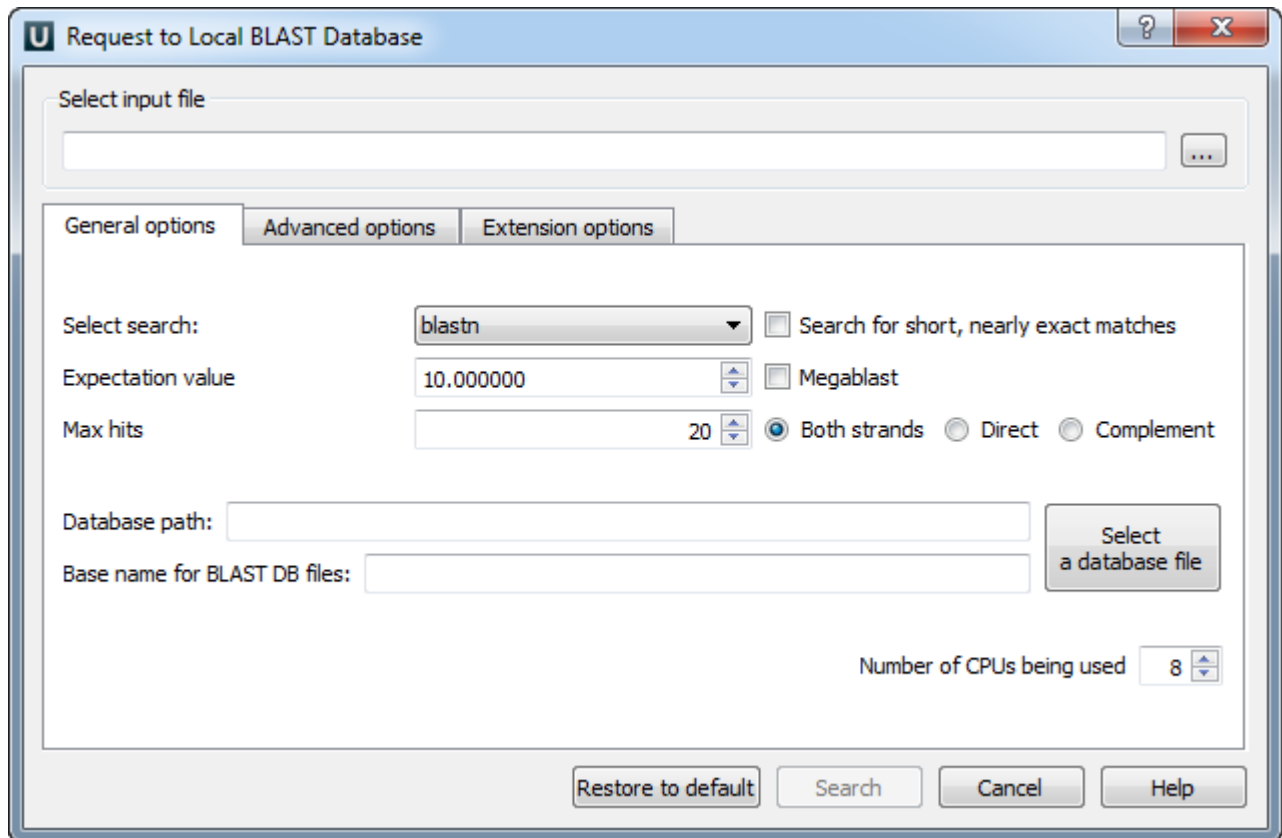 U Request to Local BLAST Database ? X
Select input file
...
General options Advanced options Extension options
Select search: blastn Search for short, nearly exact matches
Expectation value 10.000000 Megablast
Max hits 20 Both strands Direct Complement
Database path: Select
a database file
Base name for BLAST DB files:
Number of CPUs being used 8
Restore to default Search Cancel Help